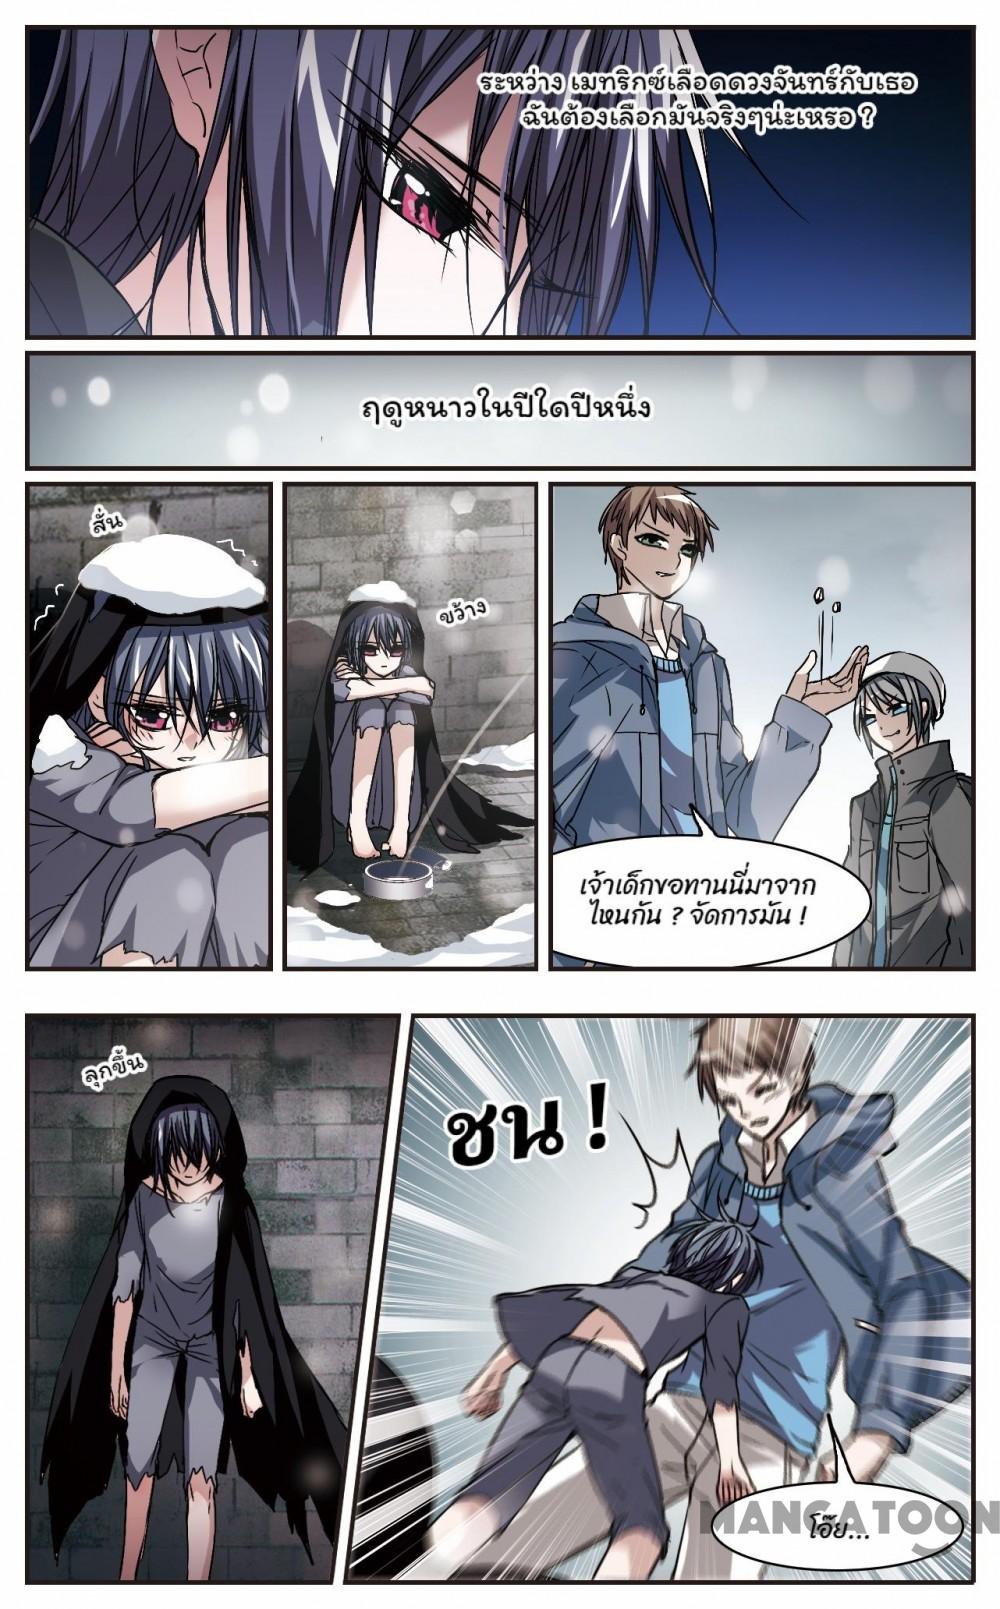 ระหว่าง เมทริกซ์เลือดดวงจันทร์กับเธอ
ฉันต้องเลือกมันจริงๆน่ะเหรอ ?
ฤดูหนาวในปีใดปีหนึ่ง
สั่น
ขว้าง
เจ้าเด็กขอทานนี่มาจาก
ไหนกัน ? จัดการมัน !
ลุกขึ้น
ชน !
โอ๊ย...
MANGATOON